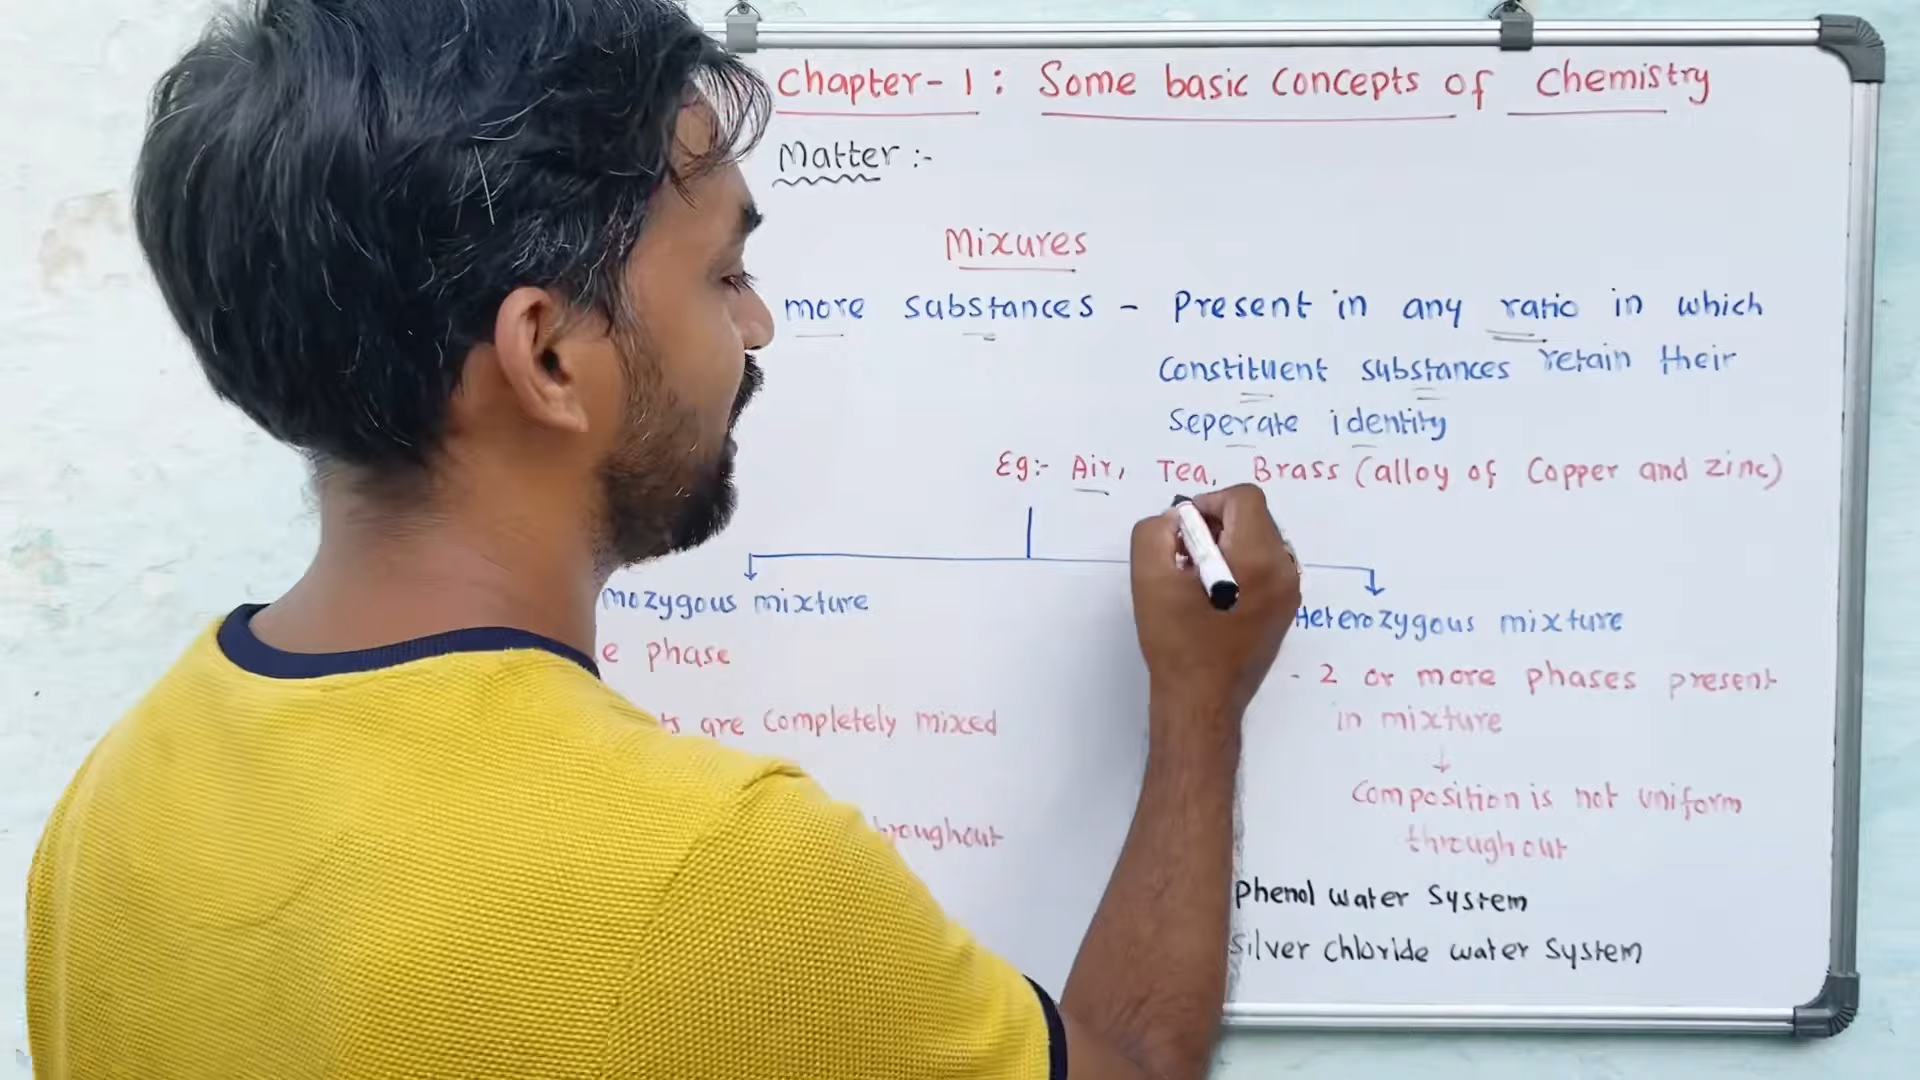 Chapter-1: Some basic concepts of Chemistry
Matter :-
Mixures
more substances - Present in any ratio in which
Constituent substances retain their
Seperate identity
Eg:- Air, Tea, Brass (alloy of Copper and zinc)
mozygous mixture
Heterozygous mixture
e phase
- 2 or more phases present
in mixture
ts are completely mixed
Composition is not uniform
throughout
roughout
Phenol water system
Silver chloride water system